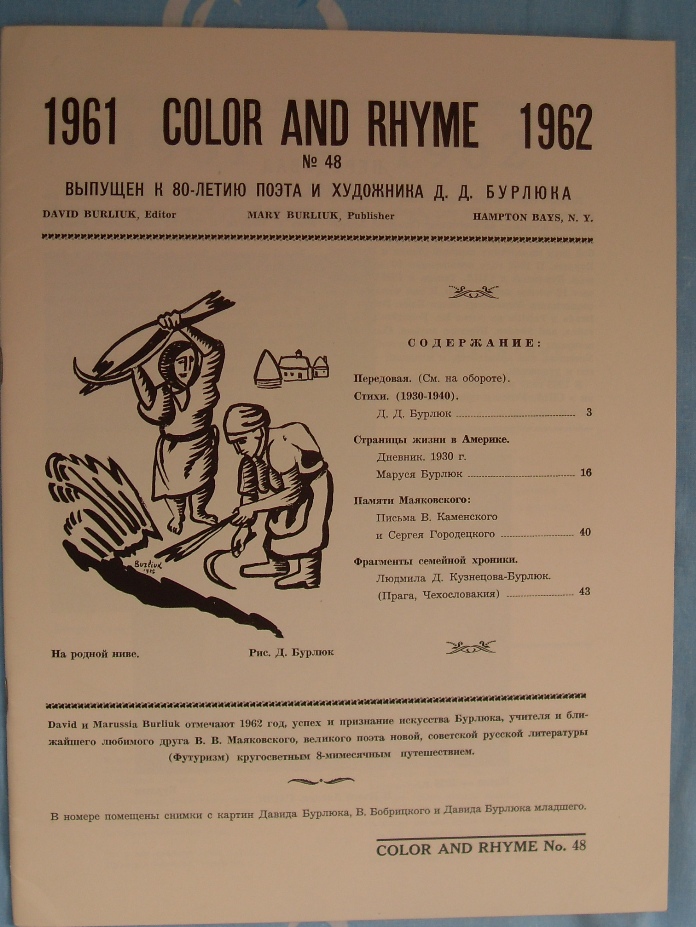 1961 COLOR AND RHYME 1962
№ 48
ВЫПУЩЕН К 80-ЛЕТИЮ ПОЭТА И ХУДОЖНИКА Д. Д. БУРЛЮКА
DAVID BURLIUK, Editor MARY BURLIUK, Publisher HAMPTON BAYS, N. Y.
СОДЕРЖАНИЕ:
Передовая. (См. на обороте).
Стихи. (1930-1940).
Д. Д. Бурлюк 3
Страницы жизни в Америке.
Дневник. 1930 г.
Маруся Бурлюк 16
Памяти Маяковского:
Письма В. Каменского
и Сергея Городецкого 40
Фрагменты семейной хроники.
Людмила Д. Кузнецова-Бурлюк.
(Прага, Чехословакия) 43
Burliuk
На родной ниве. Рис. Д. Бурлюк
David и Marussia Burliuk отмечают 1962 год, успех и признание искусства Бурлюка, учителя и бли-
жайшего любимого друга В. В. Маяковского, великого поэта новой, советской русской литературы
(Футуризм) кругосветным 8-мимесячным путешествием.
В номере помещены снимки с картин Давида Бурлюка, В. Бобрицкого и Давида Бурлюка младшего.
COLOR AND RHYME No. 48